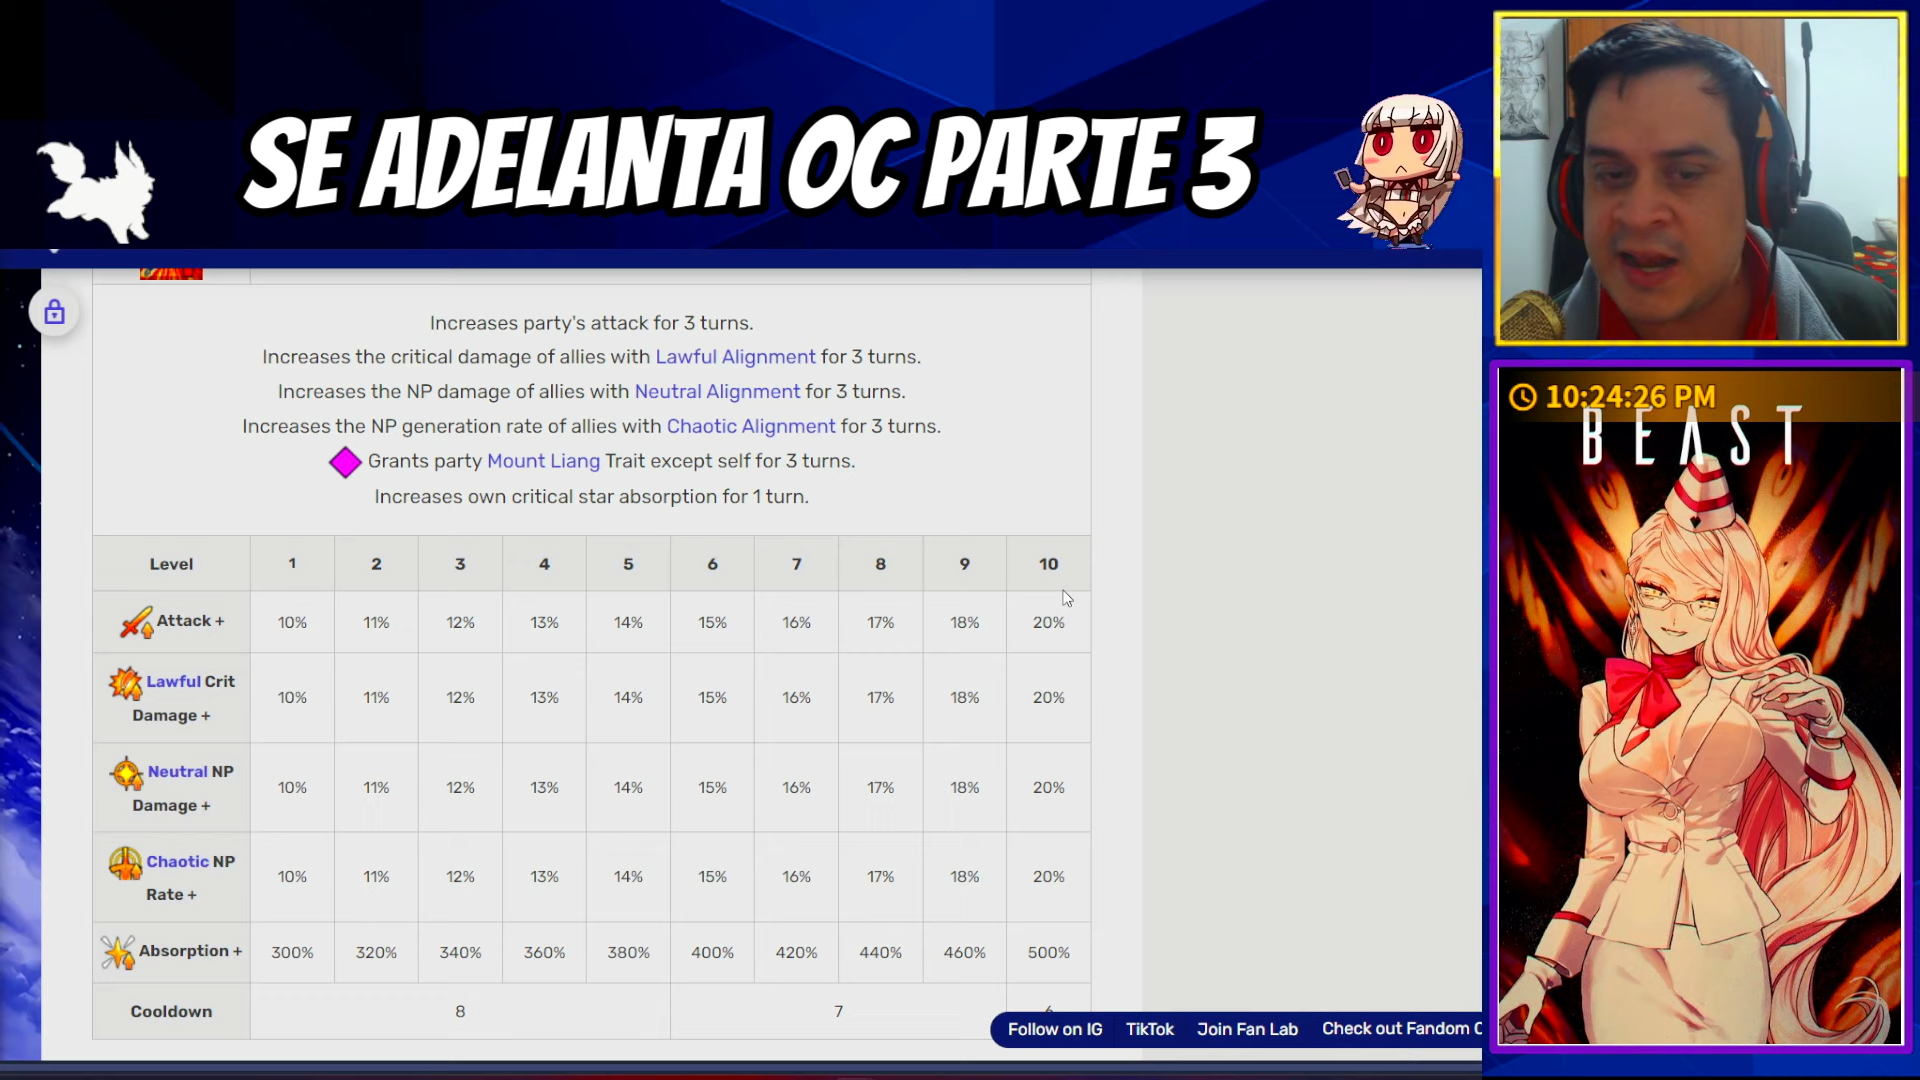 SE ADELANTA OC PARTE 3
10:24:26 PM
BEAST
Increases party's attack for 3 turns.
Increases the critical damage of allies with Lawful Alignment for 3 turns.
Increases the NP damage of allies with Neutral Alignment for 3 turns.
Increases the NP generation rate of allies with Chaotic Alignment for 3 turns.
Grants party Mount Liang Trait except self for 3 turns.
Increases own critical star absorption for 1 turn.
Level 1 2 3 4 5 6 7 8 9 10
Attack + 10% 11% 12% 13% 14% 15% 16% 17% 18% 20%
Lawful Crit
Damage + 10% 11% 12% 13% 14% 15% 16% 17% 18% 20%
Neutral NP
Damage + 10% 11% 12% 13% 14% 15% 16% 17% 18% 20%
Chaotic NP
Rate + 10% 11% 12% 13% 14% 15% 16% 17% 18% 20%
Absorption + 300% 320% 340% 360% 380% 400% 420% 440% 460% 500%
Cooldown 8 7
Follow on IG TikTok Join Fan Lab Check out Fandom